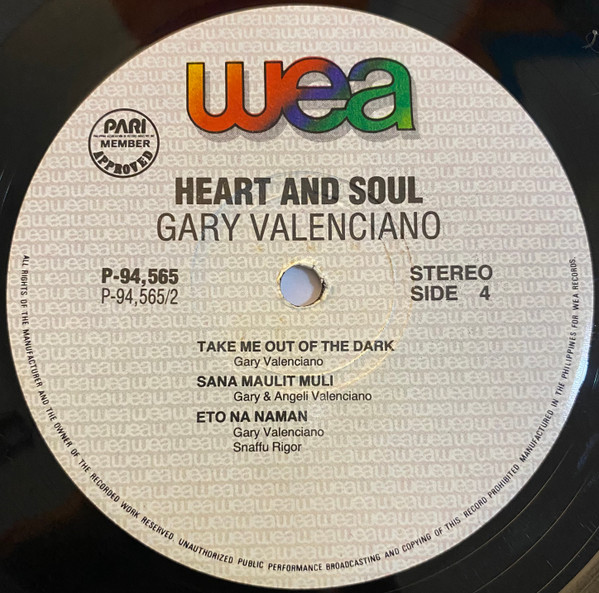 wea
PARI
MEMBER
APPROVED
HEART AND SOUL
GARY VALENCIANO
P-94,565
P-94,565/2
STEREO
SIDE 4
TAKE ME OUT OF THE DARK
Gary Valenciano
SANA MAULIT MULI
Gary & Angeli Valenciano
ETO NA NAMAN
Gary Valenciano
Snaffu Rigor
ALL RIGHTS OF THE MANUFACTURER AND THE OWNER OF THE RECORDED WORK RESERVED. UNAUTHORIZED PUBLIC PERFORMANCE BROADCASTING AND COPYING OF THIS RECORD PROHIBITED. MANUFACTURED IN THE PHILIPPINES FOR WEA RECORDS.